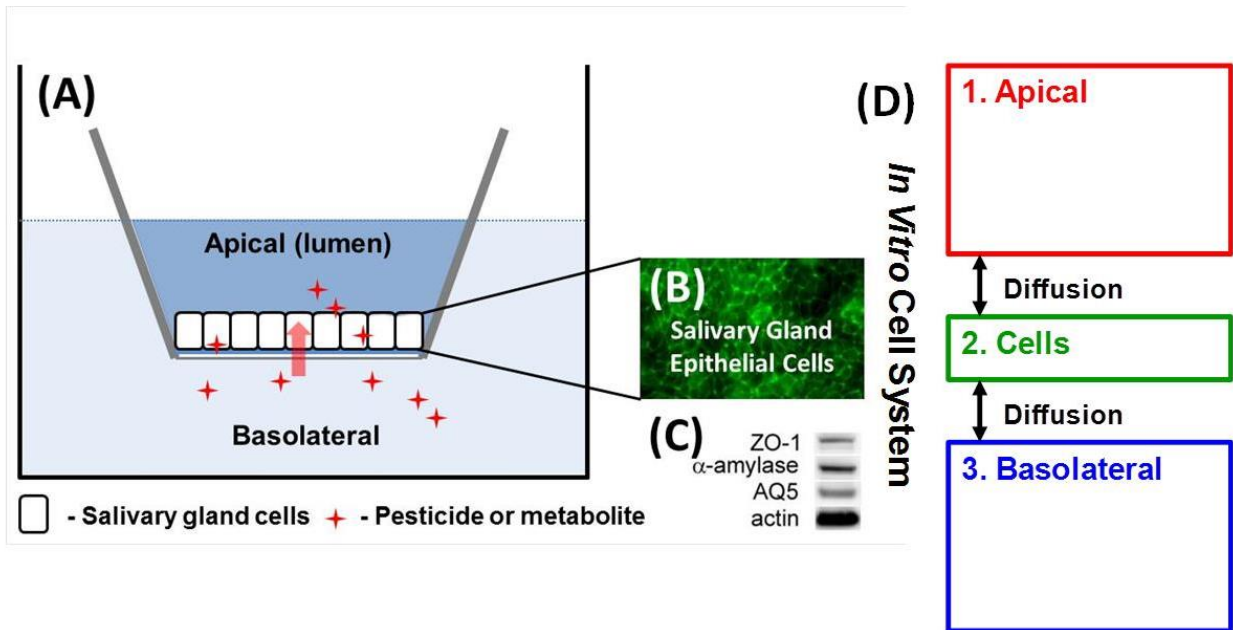 (A)
Apical (lumen)
Basolateral
- Salivary gland cells
- Pesticide or metabolite
(B)
Salivary Gland
Epithelial Cells
(C)
ZO-1
α-amylase
AQ5
actin
(D)
In Vitro Cell System
1. Apical
Diffusion
2. Cells
Diffusion
3. Basolateral